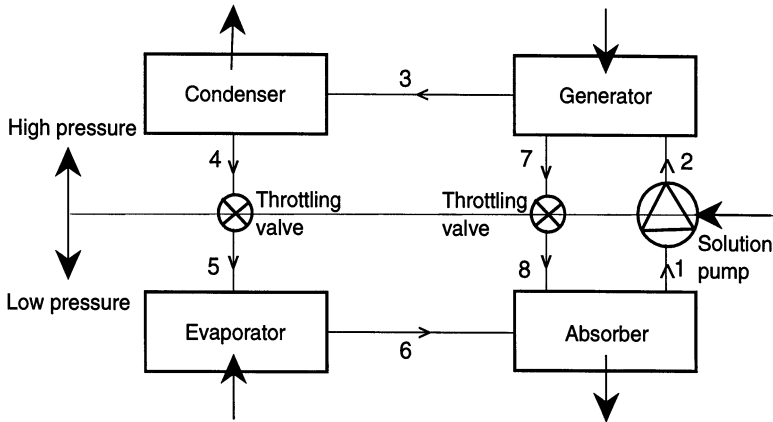 3
Condenser
Generator
High pressure
4
7
2
Throttling
valve
Throttling
valve
Solution
pump
5
8
1
Low pressure
Evaporator
Absorber
6